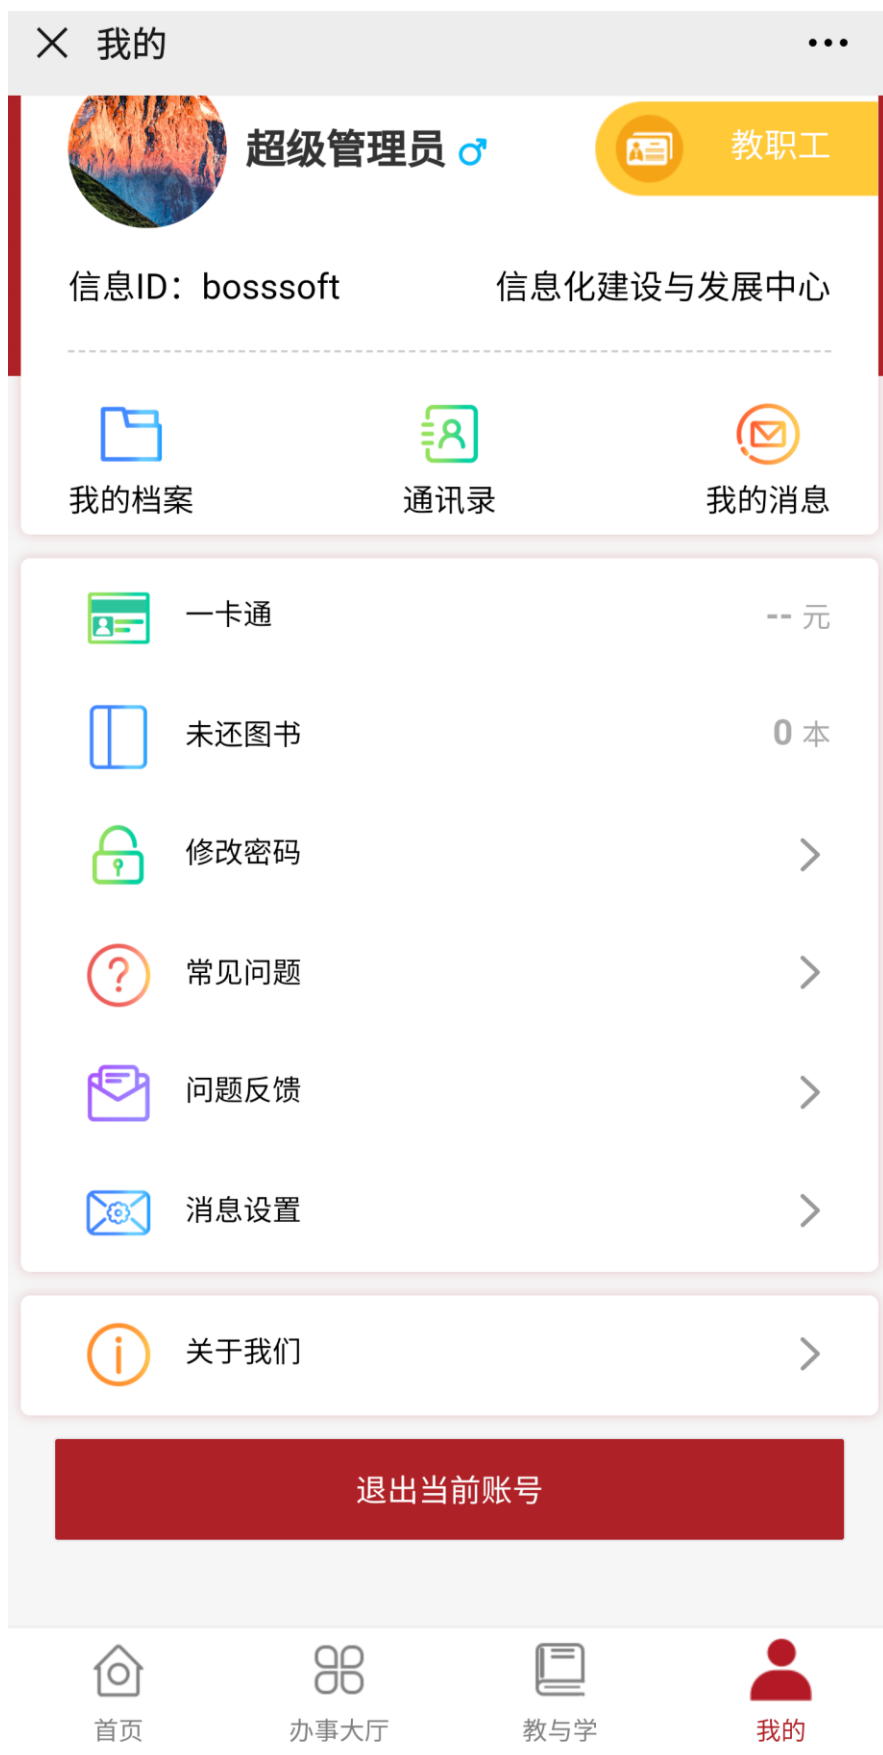 我的
超级管理员
教职工
信息ID：bosssoft
信息化建设与发展中心
我的档案
通讯录
我的消息
一卡通
-- 元
未还图书
0 本
修改密码
常见问题
问题反馈
消息设置
关于我们
退出当前账号
首页
办事大厅
教与学
我的